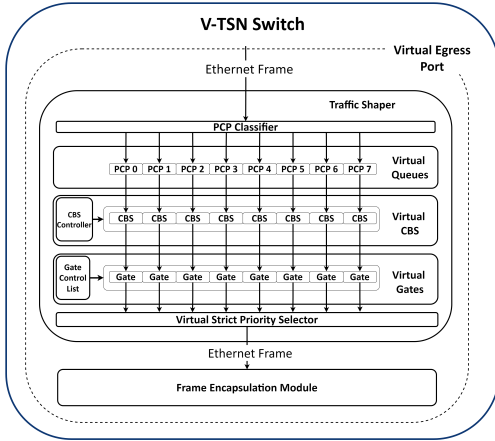 V-TSN Switch
Virtual Egress
Port
Ethernet Frame
Traffic Shaper
PCP Classifier
PCP 0 PCP 1 PCP 2 PCP 3 PCP 4 PCP 5 PCP 6 PCP 7
Virtual
Queues
CBS
Controller
CBS CBS CBS CBS CBS CBS CBS CBS
Virtual
CBS
Gate
Control
List
Gate Gate Gate Gate Gate Gate Gate Gate
Virtual
Gates
Virtual Strict Priority Selector
Ethernet Frame
Frame Encapsulation Module